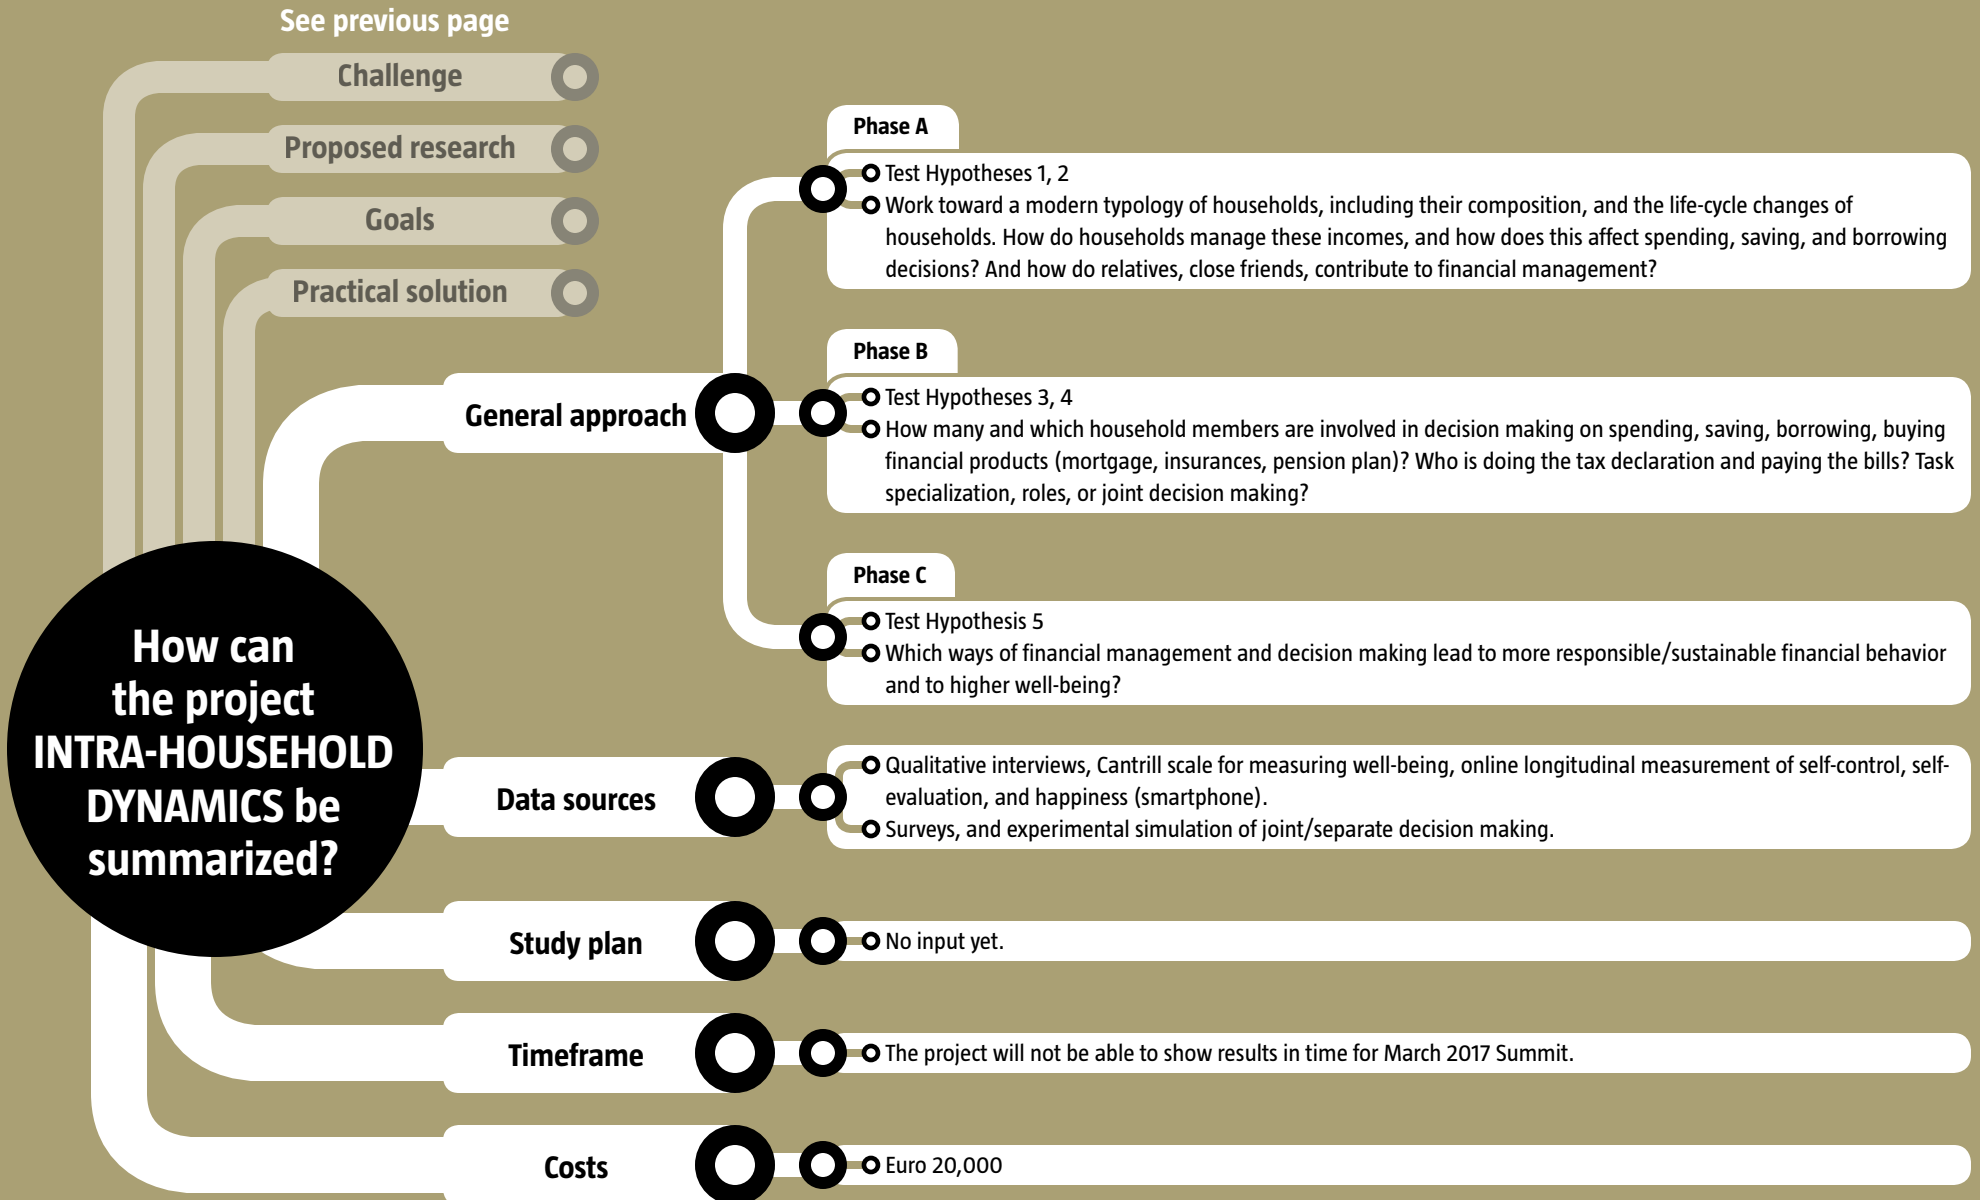 See previous page
Challenge
Proposed research
Goals
Practical solution
General approach
Phase A
Test Hypotheses 1, 2
Work toward a modern typology of households, including their composition, and the life-cycle changes of
households. How do households manage these incomes, and how does this affect spending, saving, and borrowing
decisions? And how do relatives, close friends, contribute to financial management?
Phase B
Test Hypotheses 3, 4
How many and which household members are involved in decision making on spending, saving, borrowing, buying
financial products (mortgage, insurances, pension plan)? Who is doing the tax declaration and paying the bills? Task
specialization, roles, or joint decision making?
Phase C
Test Hypothesis 5
Which ways of financial management and decision making lead to more responsible/sustainable financial behavior
and to higher well-being?
How can
the project
INTRA-HOUSEHOLD
DYNAMICS be
summarized?
Data sources
Qualitative interviews, Cantrill scale for measuring well-being, online longitudinal measurement of self-control, self-
evaluation, and happiness (smartphone).
Surveys, and experimental simulation of joint/separate decision making.
Study plan
No input yet.
Timeframe
The project will not be able to show results in time for March 2017 Summit.
Costs
Euro 20,000